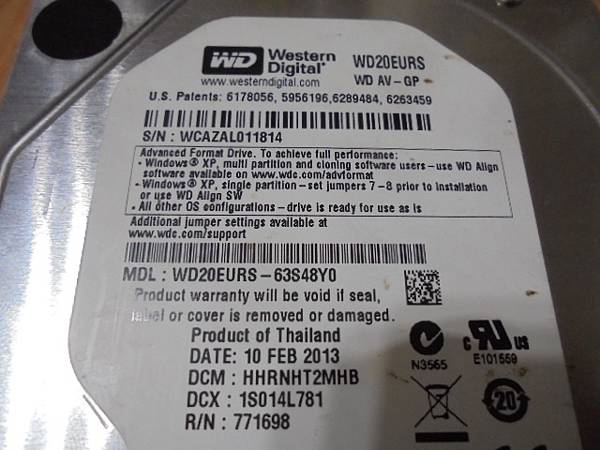 WD Western Digital® WD20EURS
www.westerndigital.com WD AV-GP
U.S. Patents: 6178056, 5956196,6289484, 6263459
S/N : WCAZAL011814
Advanced Format Drive. To achieve full performance:
- Windows® XP, multi partition and cloning software users - use WD Align
software available on www.wdc.com/advformat
- Windows® XP, single partition - set jumpers 7-8 prior to installation
or use WD Align SW
- All other OS configurations - drive is ready for use as is
Additional jumper settings available at
www.wdc.com/support
MDL : WD20EURS - 63S48Y0
Product warranty will be void if seal,
label or cover is removed or damaged.
Product of Thailand
DATE: 10 FEB 2013
DCM : HHRNHT2MHB
DCX : 1S014L781
R/N : 771698
N3565
c RU US
E101559
20